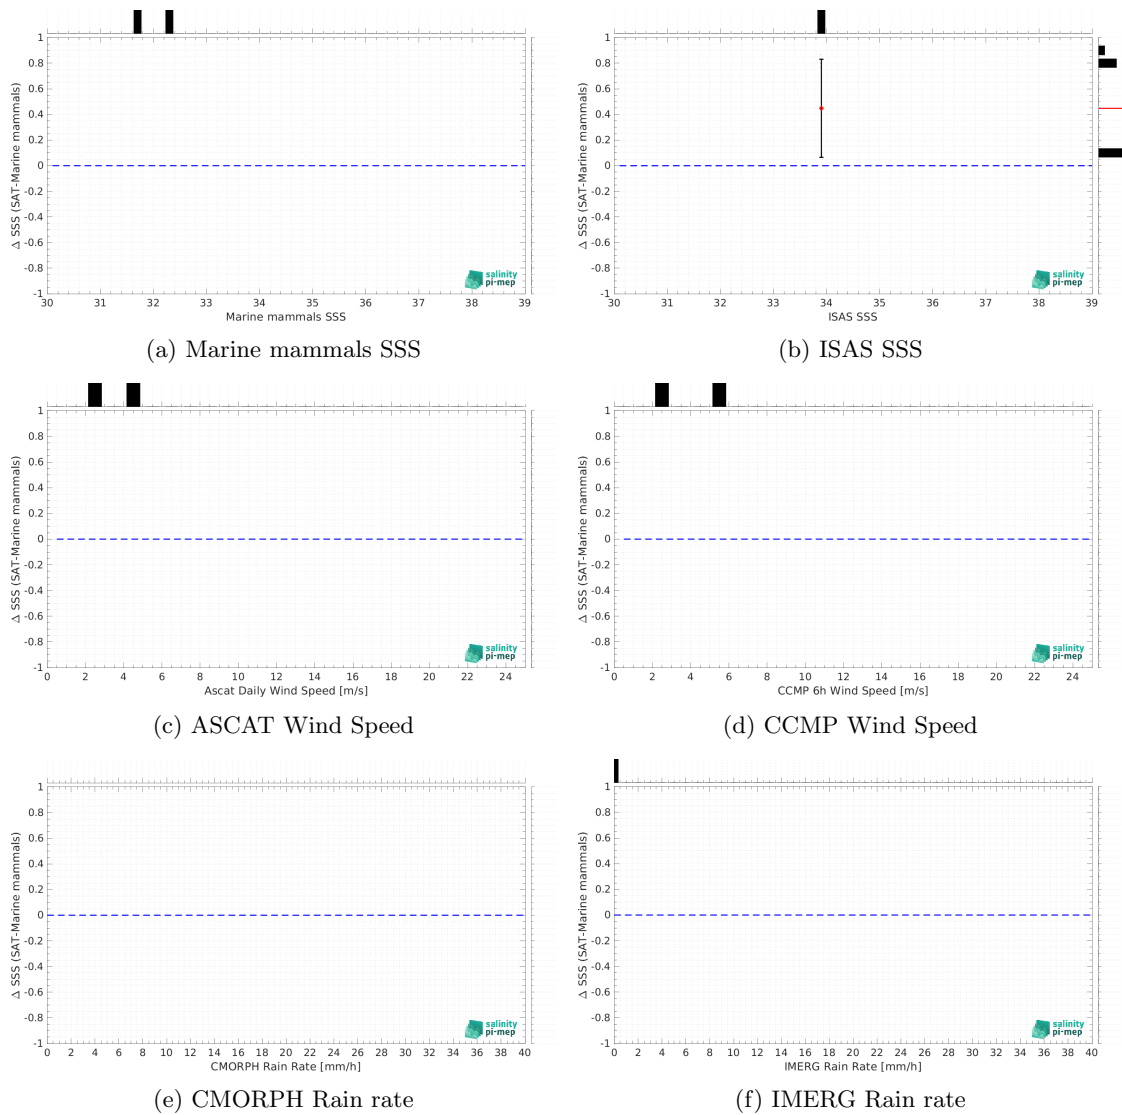 1
0.8
0.6
0.4
0.2
0
-0.2
-0.4
-0.6
-0.8
-1
Δ SSS (SAT-Marine mammals)
salinity
pi-mep
30 31 32 33 34 35 36 37 38 39
Marine mammals SSS
(a) Marine mammals SSS
1
0.8
0.6
0.4
0.2
0
-0.2
-0.4
-0.6
-0.8
-1
Δ SSS (SAT-Marine mammals)
salinity
pi-mep
30 31 32 33 34 35 36 37 38 39
ISAS SSS
(b) ISAS SSS
1
0.8
0.6
0.4
0.2
0
-0.2
-0.4
-0.6
-0.8
-1
Δ SSS (SAT-Marine mammals)
salinity
pi-mep
0 2 4 6 8 10 12 14 16 18 20 22 24
Ascat Daily Wind Speed [m/s]
(c) ASCAT Wind Speed
1
0.8
0.6
0.4
0.2
0
-0.2
-0.4
-0.6
-0.8
-1
Δ SSS (SAT-Marine mammals)
salinity
pi-mep
0 2 4 6 8 10 12 14 16 18 20 22 24
CCMP 6h Wind Speed [m/s]
(d) CCMP Wind Speed
1
0.8
0.6
0.4
0.2
0
-0.2
-0.4
-0.6
-0.8
-1
Δ SSS (SAT-Marine mammals)
salinity
pi-mep
0 2 4 6 8 10 12 14 16 18 20 22 24 26 28 30 32 34 36 38 40
CMORPH Rain Rate [mm/h]
(e) CMORPH Rain rate
1
0.8
0.6
0.4
0.2
0
-0.2
-0.4
-0.6
-0.8
-1
Δ SSS (SAT-Marine mammals)
salinity
pi-mep
0 2 4 6 8 10 12 14 16 18 20 22 24 26 28 30 32 34 36 38 40
IMERG Rain Rate [mm/h]
(f) IMERG Rain rate